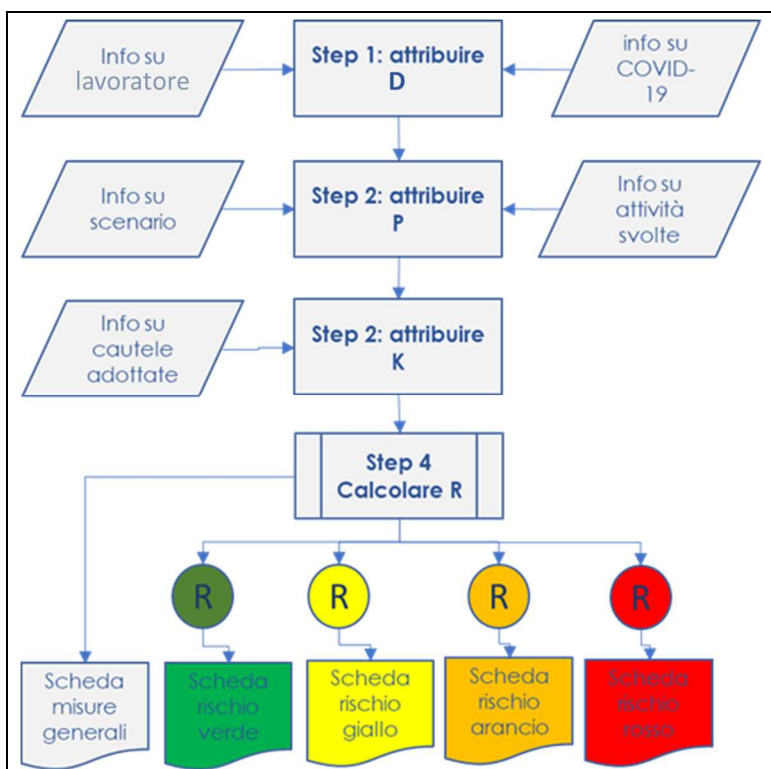 Info su
lavoratore
Step 1: attribuire
D
info su
COVID-
19
Info su
scenario
Step 2: attribuire
P
Info su
attività
svolte
Info su
cautele
adottate
Step 2: attribuire
K
Step 4
Calcolare R
R
R
R
R
Scheda
misure
generali
Scheda
rischio
verde
Scheda
rischio
giallo
Scheda
rischio
arancio
Scheda
rischio
rosso